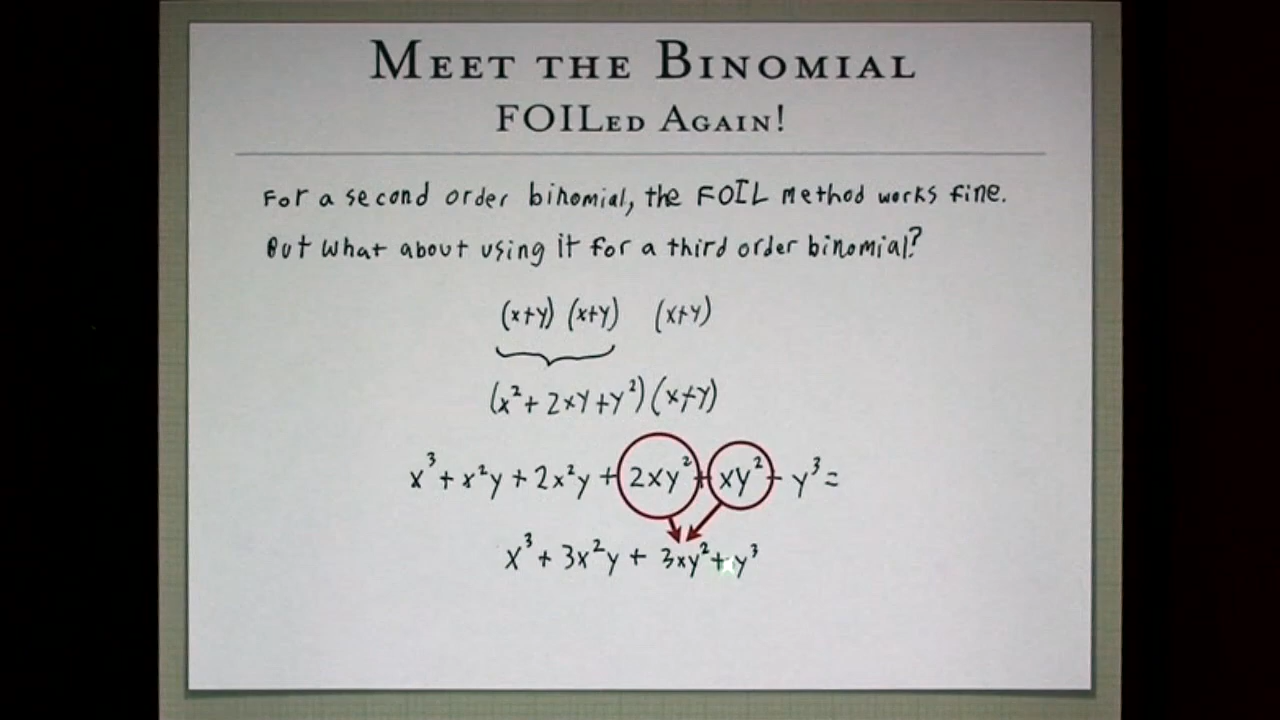 MEET THE BINOMIAL
FOILED AGAIN!
For a second order binomial, the FOIL method works fine.
But what about using it for a third order binomial?
(x+y) (x+y) (x+y)
(x² + 2xy + y²) (x+y)
x³ + x²y + 2x²y + 2xy² + xy² + y³ =
x³ + 3x²y + 3xy² + y³